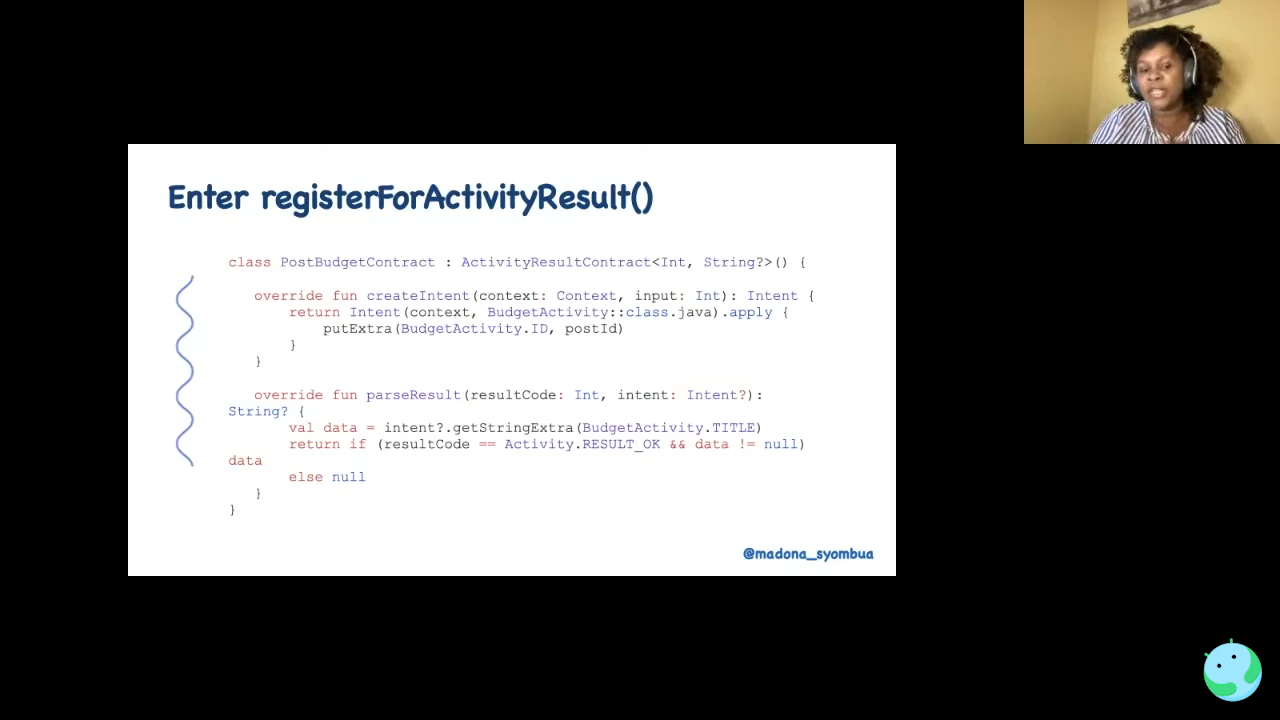 Enter registerForActivityResult()
class PostBudgetContract : ActivityResultContract<Int, String?>() {
override fun createIntent(context: Context, input: Int): Intent {
return Intent(context, BudgetActivity::class.java).apply {
putExtra(BudgetActivity.ID, postId)
}
}
override fun parseResult(resultCode: Int, intent: Intent?):
String? {
val data = intent?.getStringExtra(BudgetActivity.TITLE)
return if (resultCode == Activity.RESULT_OK && data != null)
data
else null
}
}
@madona_syombua